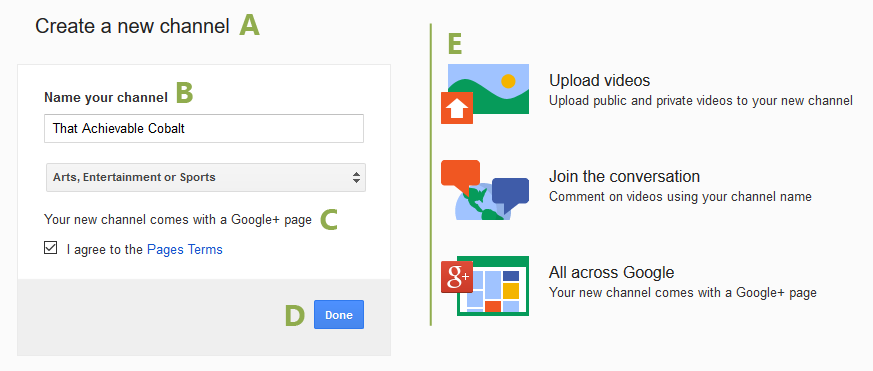 Create a new channel A
Name your channel B
That Achievable Cobalt
Arts, Entertainment or Sports
Your new channel comes with a Google+ page C
I agree to the Pages Terms
D Done
E
Upload videos
Upload public and private videos to your new channel
Join the conversation
Comment on videos using your channel name
g+
All across Google
Your new channel comes with a Google+ page